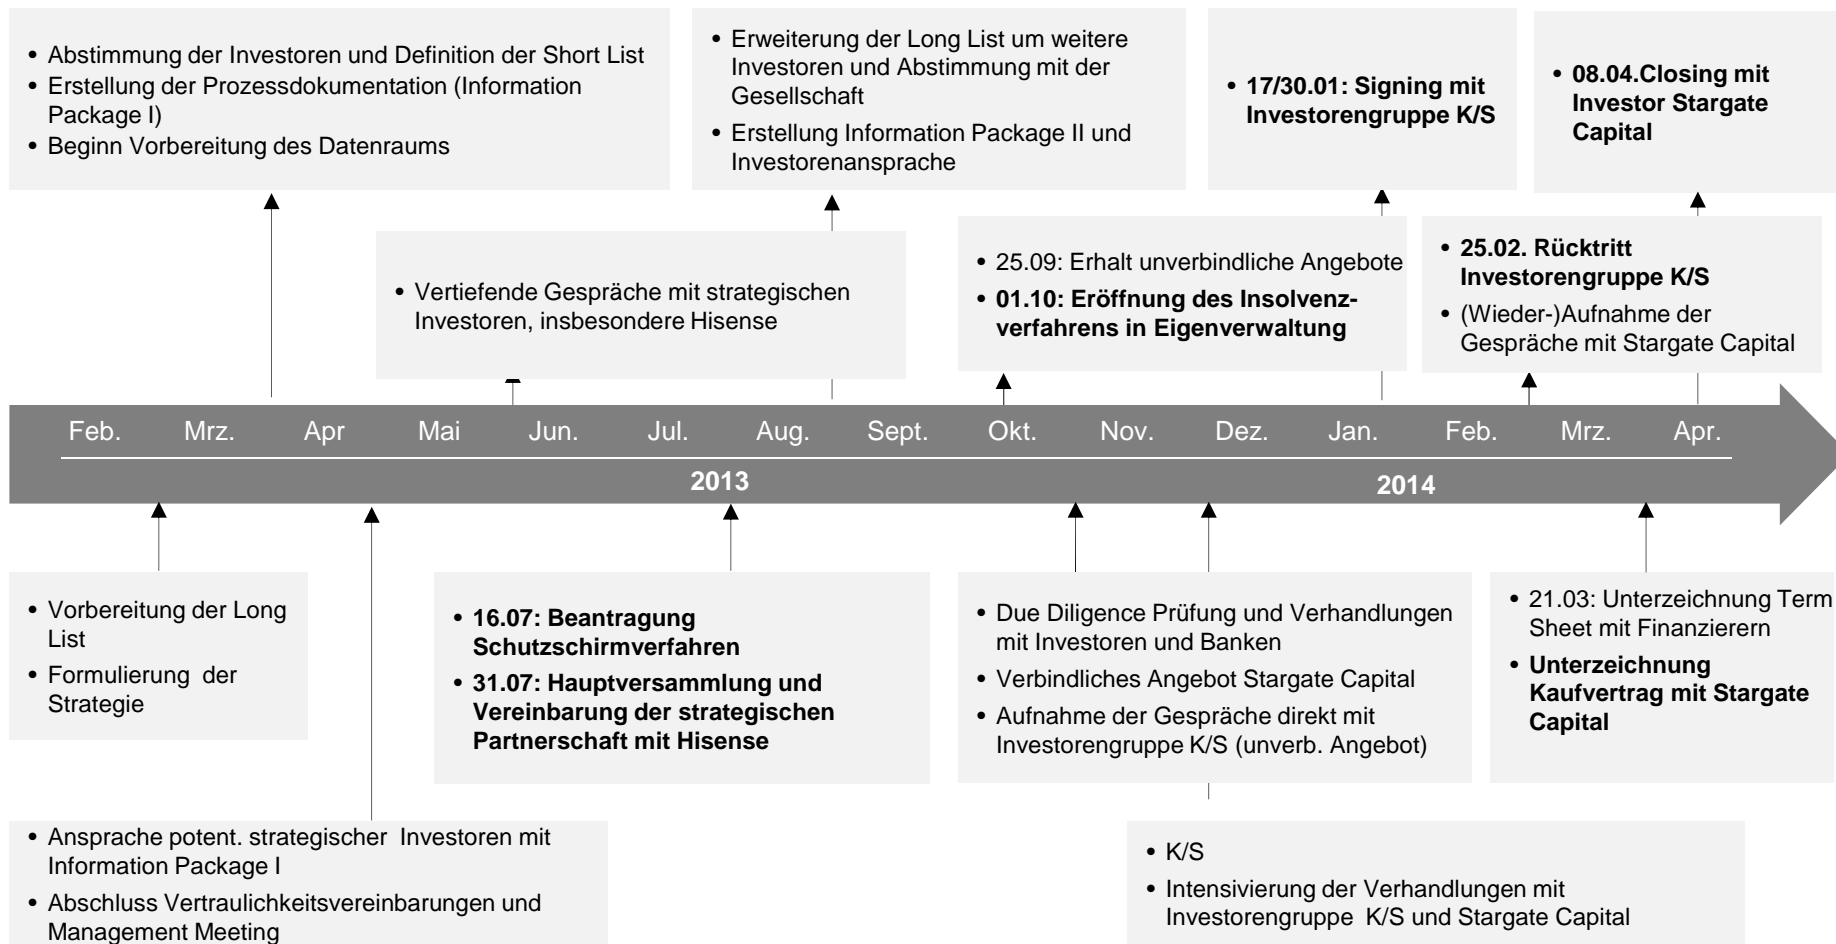 • Abstimmung der Investoren und Definition der Short List
• Erstellung der Prozessdokumentation (Information
Package I)
• Beginn Vorbereitung des Datenraums
• Erweiterung der Long List um weitere
Investoren und Abstimmung mit der
Gesellschaft
• Erstellung Information Package II und
Investorenansprache
• 17/30.01: Signing mit
Investorengruppe K/S
• 08.04.Closing mit
Investor Stargate
Capital
• Vertiefende Gespräche mit strategischen
Investoren, insbesondere Hisense
• 25.09: Erhalt unverbindliche Angebote
• 01.10: Eröffnung des Insolvenz-
verfahrens in Eigenverwaltung
• 25.02. Rücktritt
Investorengruppe K/S
• (Wieder-)Aufnahme der
Gespräche mit Stargate Capital
Feb. Mrz. Apr Mai Jun. Jul. Aug. Sept. Okt. Nov. Dez. Jan. Feb. Mrz. Apr.
2013 2014
• Vorbereitung der Long
List
• Formulierung der
Strategie
• 16.07: Beantragung
Schutzschirmverfahren
• 31.07: Hauptversammlung und
Vereinbarung der strategischen
Partnerschaft mit Hisense
• Due Diligence Prüfung und Verhandlungen
mit Investoren und Banken
• Verbindliches Angebot Stargate Capital
• Aufnahme der Gespräche direkt mit
Investorengruppe K/S (unverb. Angebot)
• 21.03: Unterzeichnung Term
Sheet mit Finanzierern
• Unterzeichnung
Kaufvertrag mit Stargate
Capital
• Ansprache potent. strategischer Investoren mit
Information Package I
• Abschluss Vertraulichkeitsvereinbarungen und
Management Meeting
• K/S
• Intensivierung der Verhandlungen mit
Investorengruppe K/S und Stargate Capital